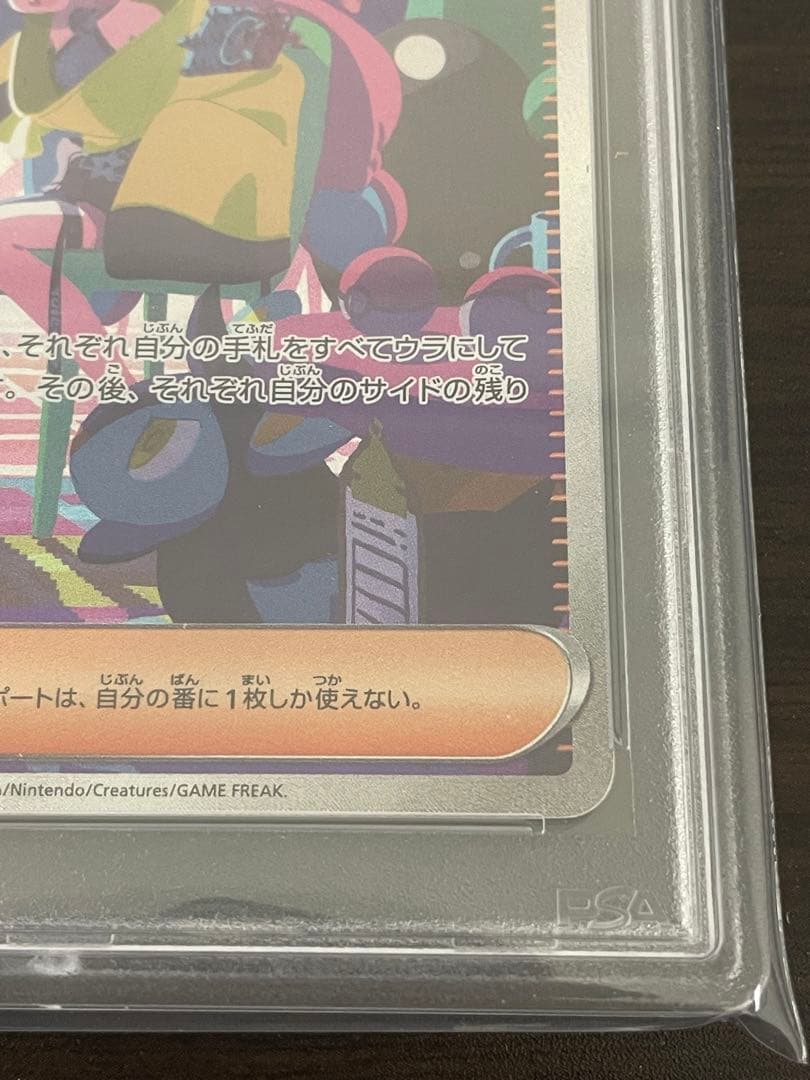 、それぞれ自分の手札をすべてウラにして
。その後、それぞれ自分のサイドの残り
ポートは、自分の番に1枚しか使えない。
/Nintendo/Creatures/GAME FREAK.
PSA